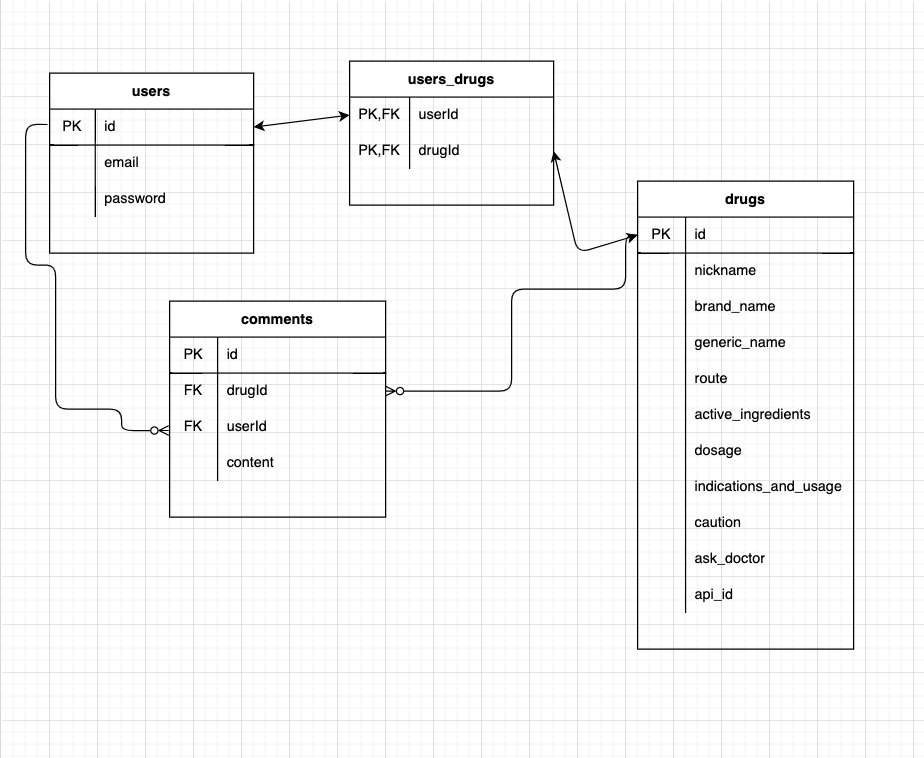 users
PK id
email
password
users_drugs
PK,FK userId
PK,FK drugId
drugs
PK id
nickname
brand_name
generic_name
route
active_ingredients
dosage
indications_and_usage
caution
ask_doctor
api_id
comments
PK id
FK drugId
FK userId
content